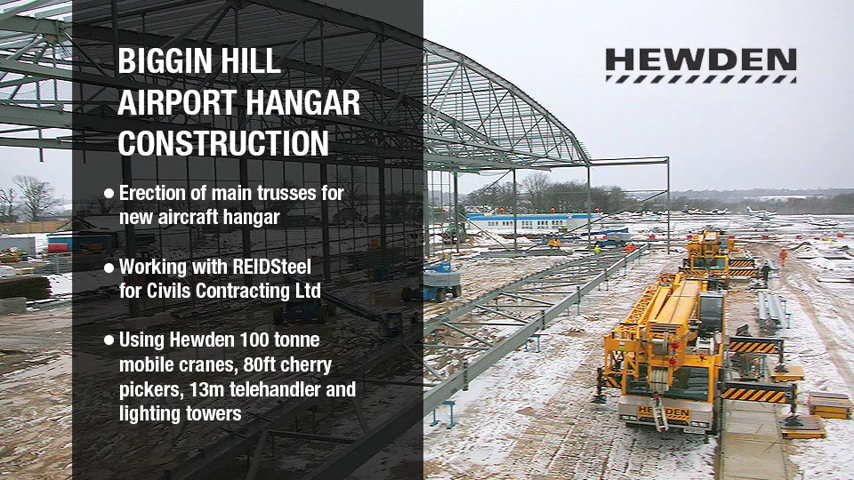 BIGGIN HILL
AIRPORT HANGAR
CONSTRUCTION
HEWDEN
• Erection of main trusses for
new aircraft hangar
• Working with REIDSteel
for Civils Contracting Ltd
• Using Hewden 100 tonne
mobile cranes, 80ft cherry
pickers, 13m telehandler and
lighting towers
HEWDEN